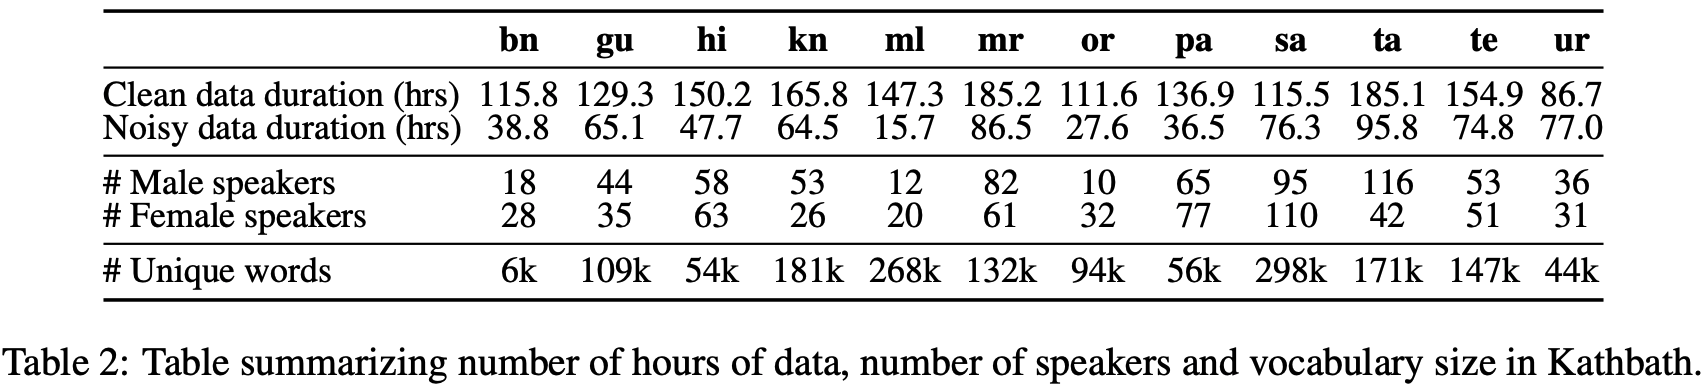 bn gu hi kn ml mr or pa sa ta te ur
Clean data duration (hrs) 115.8 129.3 150.2 165.8 147.3 185.2 111.6 136.9 115.5 185.1 154.9 86.7
Noisy data duration (hrs) 38.8 65.1 47.7 64.5 15.7 86.5 27.6 36.5 76.3 95.8 74.8 77.0
# Male speakers 18 44 58 53 12 82 10 65 95 116 53 36
# Female speakers 28 35 63 26 20 61 32 77 110 42 51 31
# Unique words 6k 109k 54k 181k 268k 132k 94k 56k 298k 171k 147k 44k
Table 2: Table summarizing number of hours of data, number of speakers and vocabulary size in Kathbath.